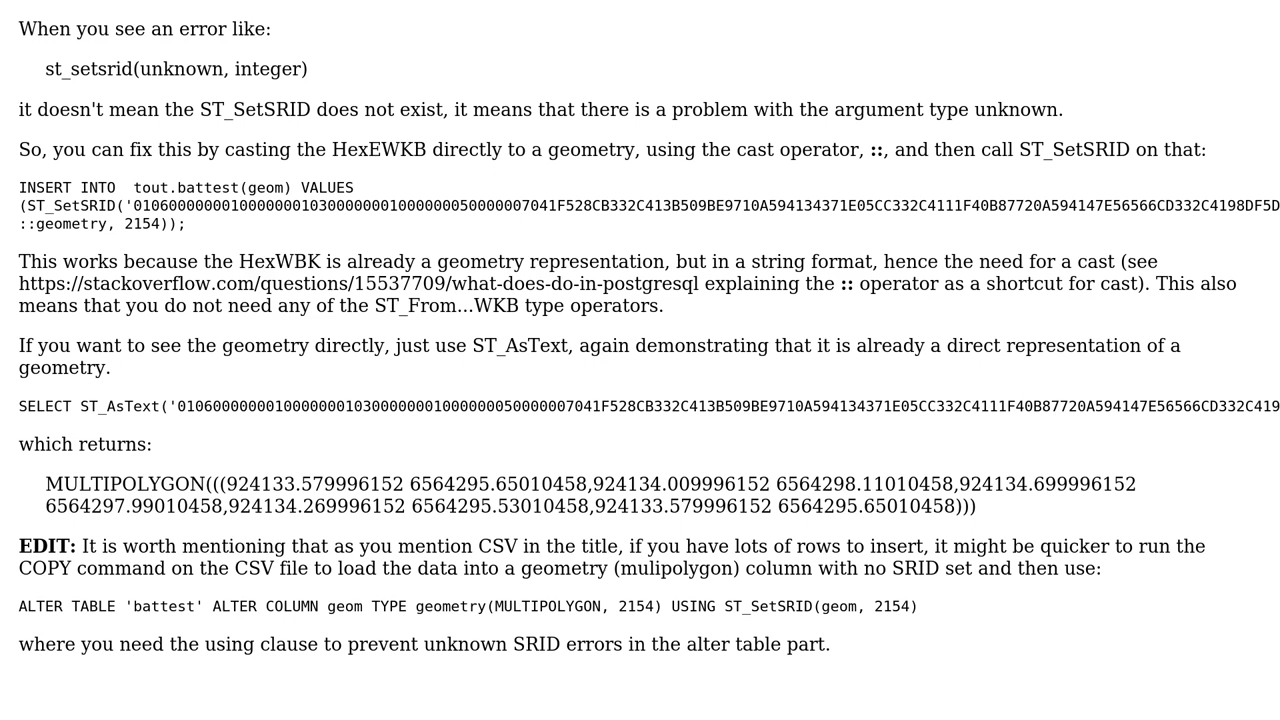 When you see an error like:
st_setsrid(unknown, integer)
it doesn't mean the ST_SetSRID does not exist, it means that there is a problem with the argument type unknown.
So, you can fix this by casting the HexEWKB directly to a geometry, using the cast operator, ::, and then call ST_SetSRID on that:
INSERT INTO  tout.battest(geom) VALUES
(ST_SetSRID('010600000001000000010300000001000000050000007041F528CB332C413B509BE9710A594134371E05CC332C4111F40B87720A594147E56566CD332C4198DF5D
::geometry, 2154));
This works because the HexWBK is already a geometry representation, but in a string format, hence the need for a cast (see
https://stackoverflow.com/questions/15537709/what-does-do-in-postgresql explaining the :: operator as a shortcut for cast). This also
means that you do not need any of the ST_From...WKB type operators.
If you want to see the geometry directly, just use ST_AsText, again demonstrating that it is already a direct representation of a
geometry.
SELECT ST_AsText('010600000001000000010300000001000000050000007041F528CB332C413B509BE9710A594134371E05CC332C4111F40B87720A594147E56566CD332C419
which returns:
MULTIPOLYGON(((924133.579996152 6564295.65010458,924134.009996152 6564298.11010458,924134.699996152
6564297.99010458,924134.269996152 6564295.53010458,924133.579996152 6564295.65010458)))
EDIT: It is worth mentioning that as you mention CSV in the title, if you have lots of rows to insert, it might be quicker to run the
COPY command on the CSV file to load the data into a geometry (mulipolygon) column with no SRID set and then use:
ALTER TABLE 'battest' ALTER COLUMN geom TYPE geometry(MULTIPOLYGON, 2154) USING ST_SetSRID(geom, 2154)
where you need the using clause to prevent unknown SRID errors in the alter table part.